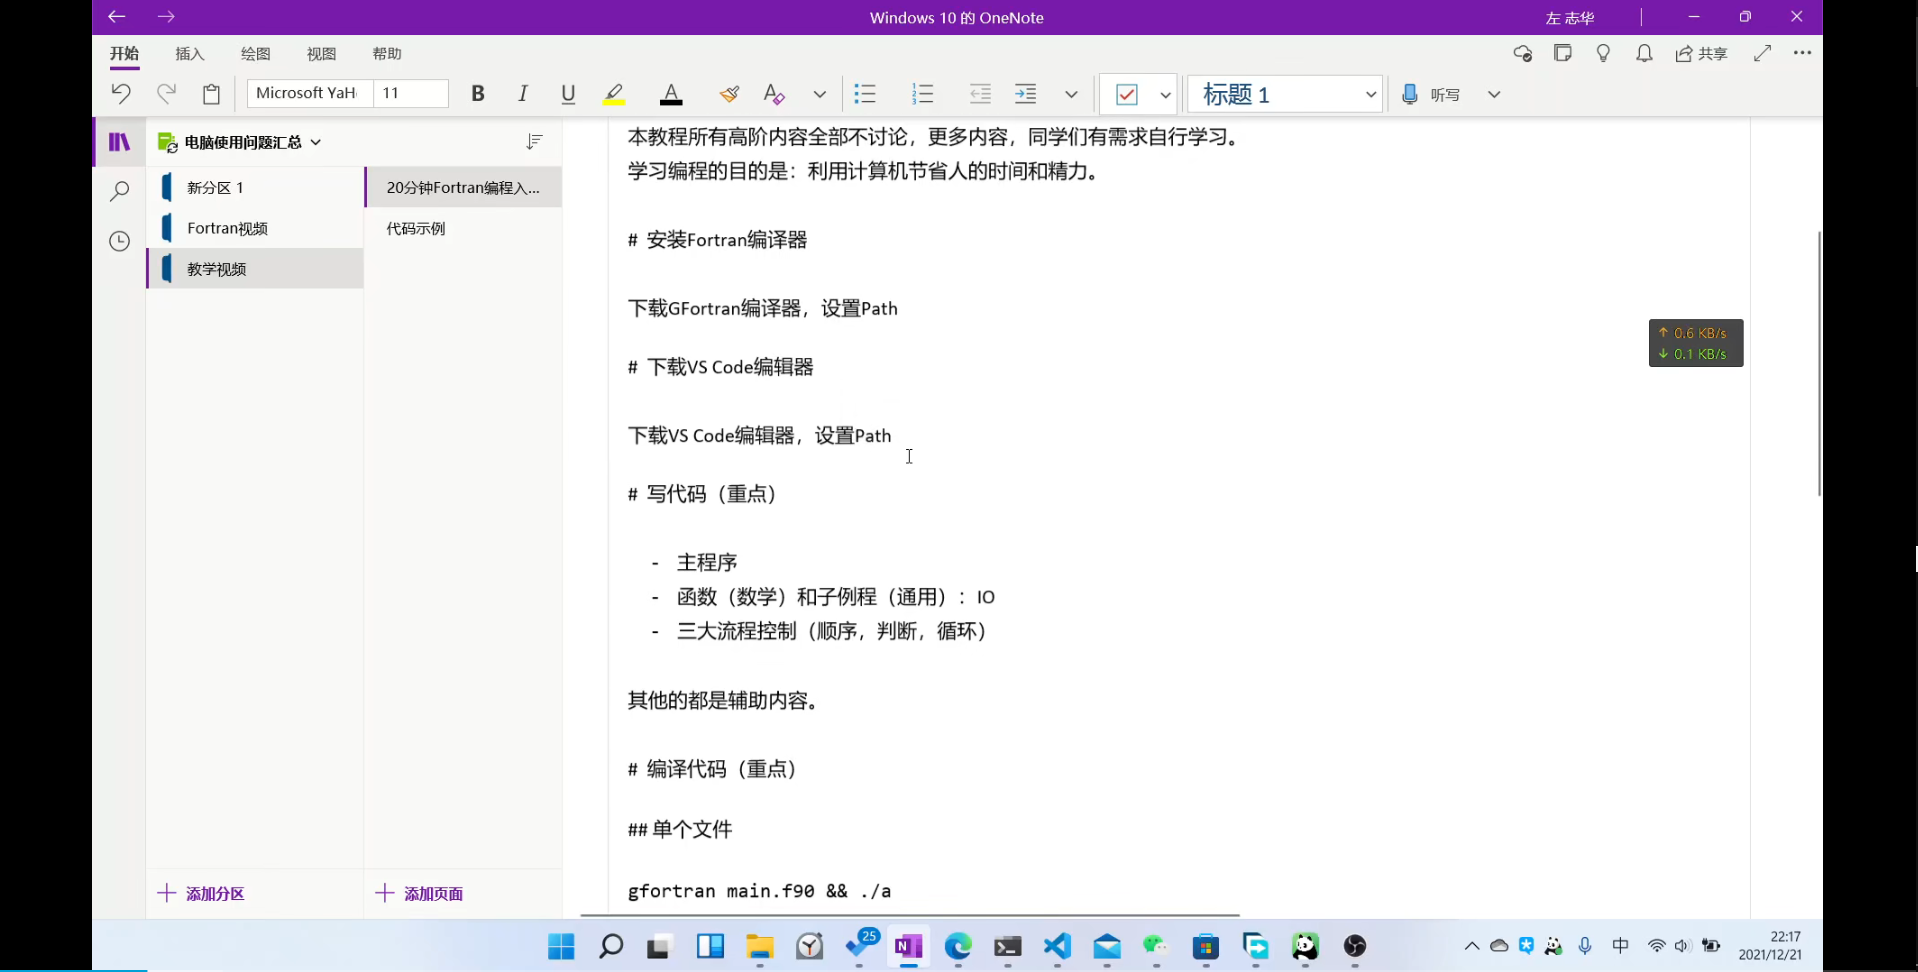 Windows 10 的 OneNote
左 志华
开始 插入 绘图 视图 帮助
共享
Microsoft YaH
11
标题 1
听写
电脑使用问题汇总
新分区 1
Fortran视频
教学视频
20分钟Fortran编程入...
代码示例
本教程所有高阶内容全部不讨论，更多内容，同学们有需求自行学习。
学习编程的目的是：利用计算机节省人的时间和精力。
# 安装Fortran编译器
下载GFortran编译器，设置Path
# 下载VS Code编辑器
下载VS Code编辑器，设置Path
# 写代码（重点）
- 主程序
- 函数（数学）和子例程（通用）：IO
- 三大流程控制（顺序，判断，循环）
其他的都是辅助内容。
# 编译代码（重点）
## 单个文件
gfortran main.f90 && ./a
↑ 0.6 KB/s
↓ 0.1 KB/s
添加分区
添加页面
25
中
22:17
2021/12/21